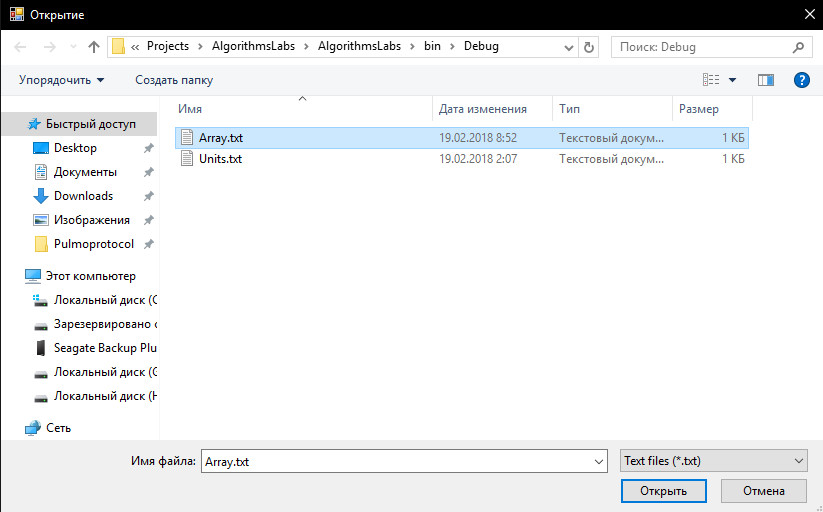 Открытие
« Projects > AlgorithmsLabs > AlgorithmsLabs > bin > Debug
Поиск: Debug
Упорядочить
Создать папку
Имя
Дата изменения
Тип
Размер
Array.txt 19.02.2018 8:52 Текстовый докум... 1 КБ
Units.txt 19.02.2018 2:07 Текстовый докум... 1 КБ
Быстрый доступ
Desktop
Документы
Downloads
Изображения
Pulmoprotocol
Этот компьютер
Локальный диск (C
Зарезервировано с
Seagate Backup Plu
Локальный диск (G
Локальный диск (H
Сеть
Имя файла: Array.txt
Text files (*.txt)
Открыть
Отмена